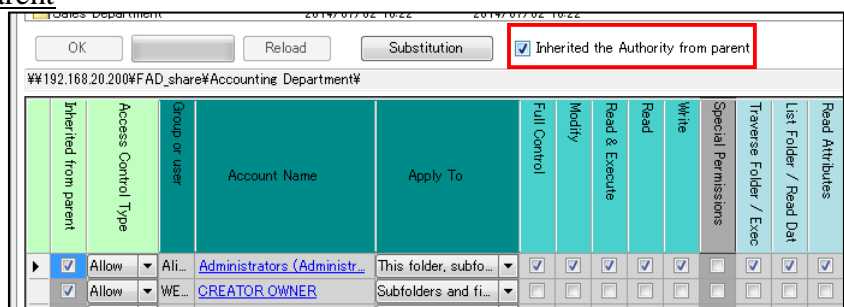 arent
Sales Department 2014/07/02 16:22 2014/07/02 16:22
OK Reload Substitution Inherited the Authority from parent
¥¥192.168.20.200¥FAD_share¥Accounting Department¥
Inherited from parent
Access Control Type
Group or user
Account Name
Apply To
Full Control
Modify
Read & Execute
Read
Write
Special Permissions
Traverse Folder / Exec
List Folder / Read Dat
Read Attributes
Allow Ali... Administrators (Administr... This folder, subfo...
Allow WE... CREATOR OWNER Subfolders and fi...